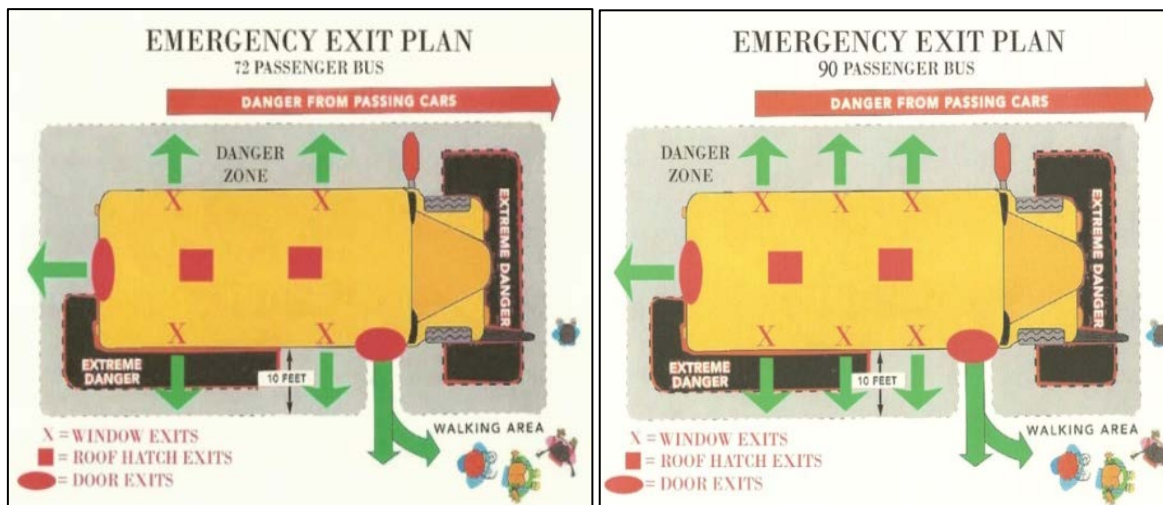 EMERGENCY EXIT PLAN
72 PASSENGER BUS
DANGER FROM PASSING CARS
DANGER
ZONE
X X
EXTREME DANGER
X X
EXTREME
DANGER
10 FEET
WALKING AREA
X = WINDOW EXITS
= ROOF HATCH EXITS
= DOOR EXITS
EMERGENCY EXIT PLAN
90 PASSENGER BUS
DANGER FROM PASSING CARS
DANGER
ZONE
X X X
EXTREME DANGER
X X X
EXTREME
DANGER
10 FEET
WALKING AREA
X = WINDOW EXITS
= ROOF HATCH EXITS
= DOOR EXITS